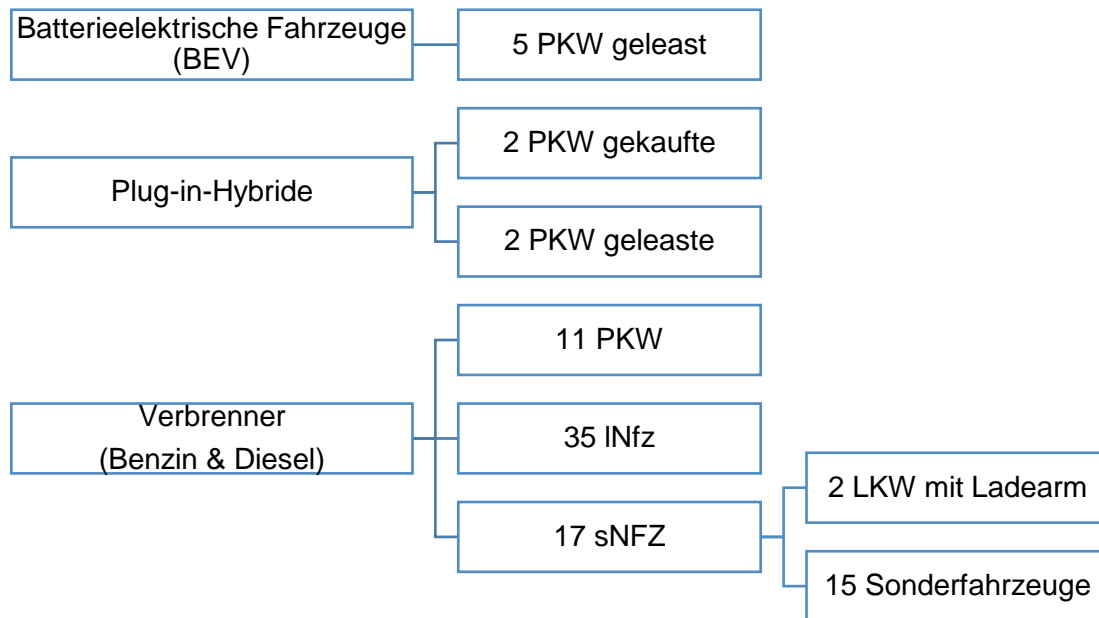 Batterieelektrische Fahrzeuge
(BEV)
5 PKW geleast
Plug-in-Hybride
2 PKW gekaufte
2 PKW geleaste
Verbrenner
(Benzin & Diesel)
11 PKW
35 lNfz
17 sNFZ
2 LKW mit Ladearm
15 Sonderfahrzeuge